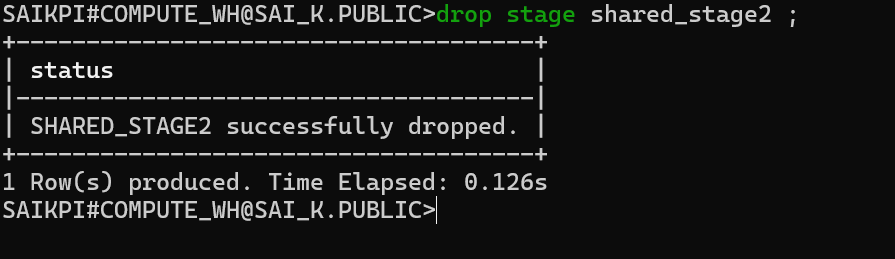 SAIKPI#COMPUTE_WH@SAI_K.PUBLIC>drop stage shared_stage2 ;
+-------------------------------------+
| status                              |
|-------------------------------------|
| SHARED_STAGE2 successfully dropped. |
+-------------------------------------+
1 Row(s) produced. Time Elapsed: 0.126s
SAIKPI#COMPUTE_WH@SAI_K.PUBLIC>